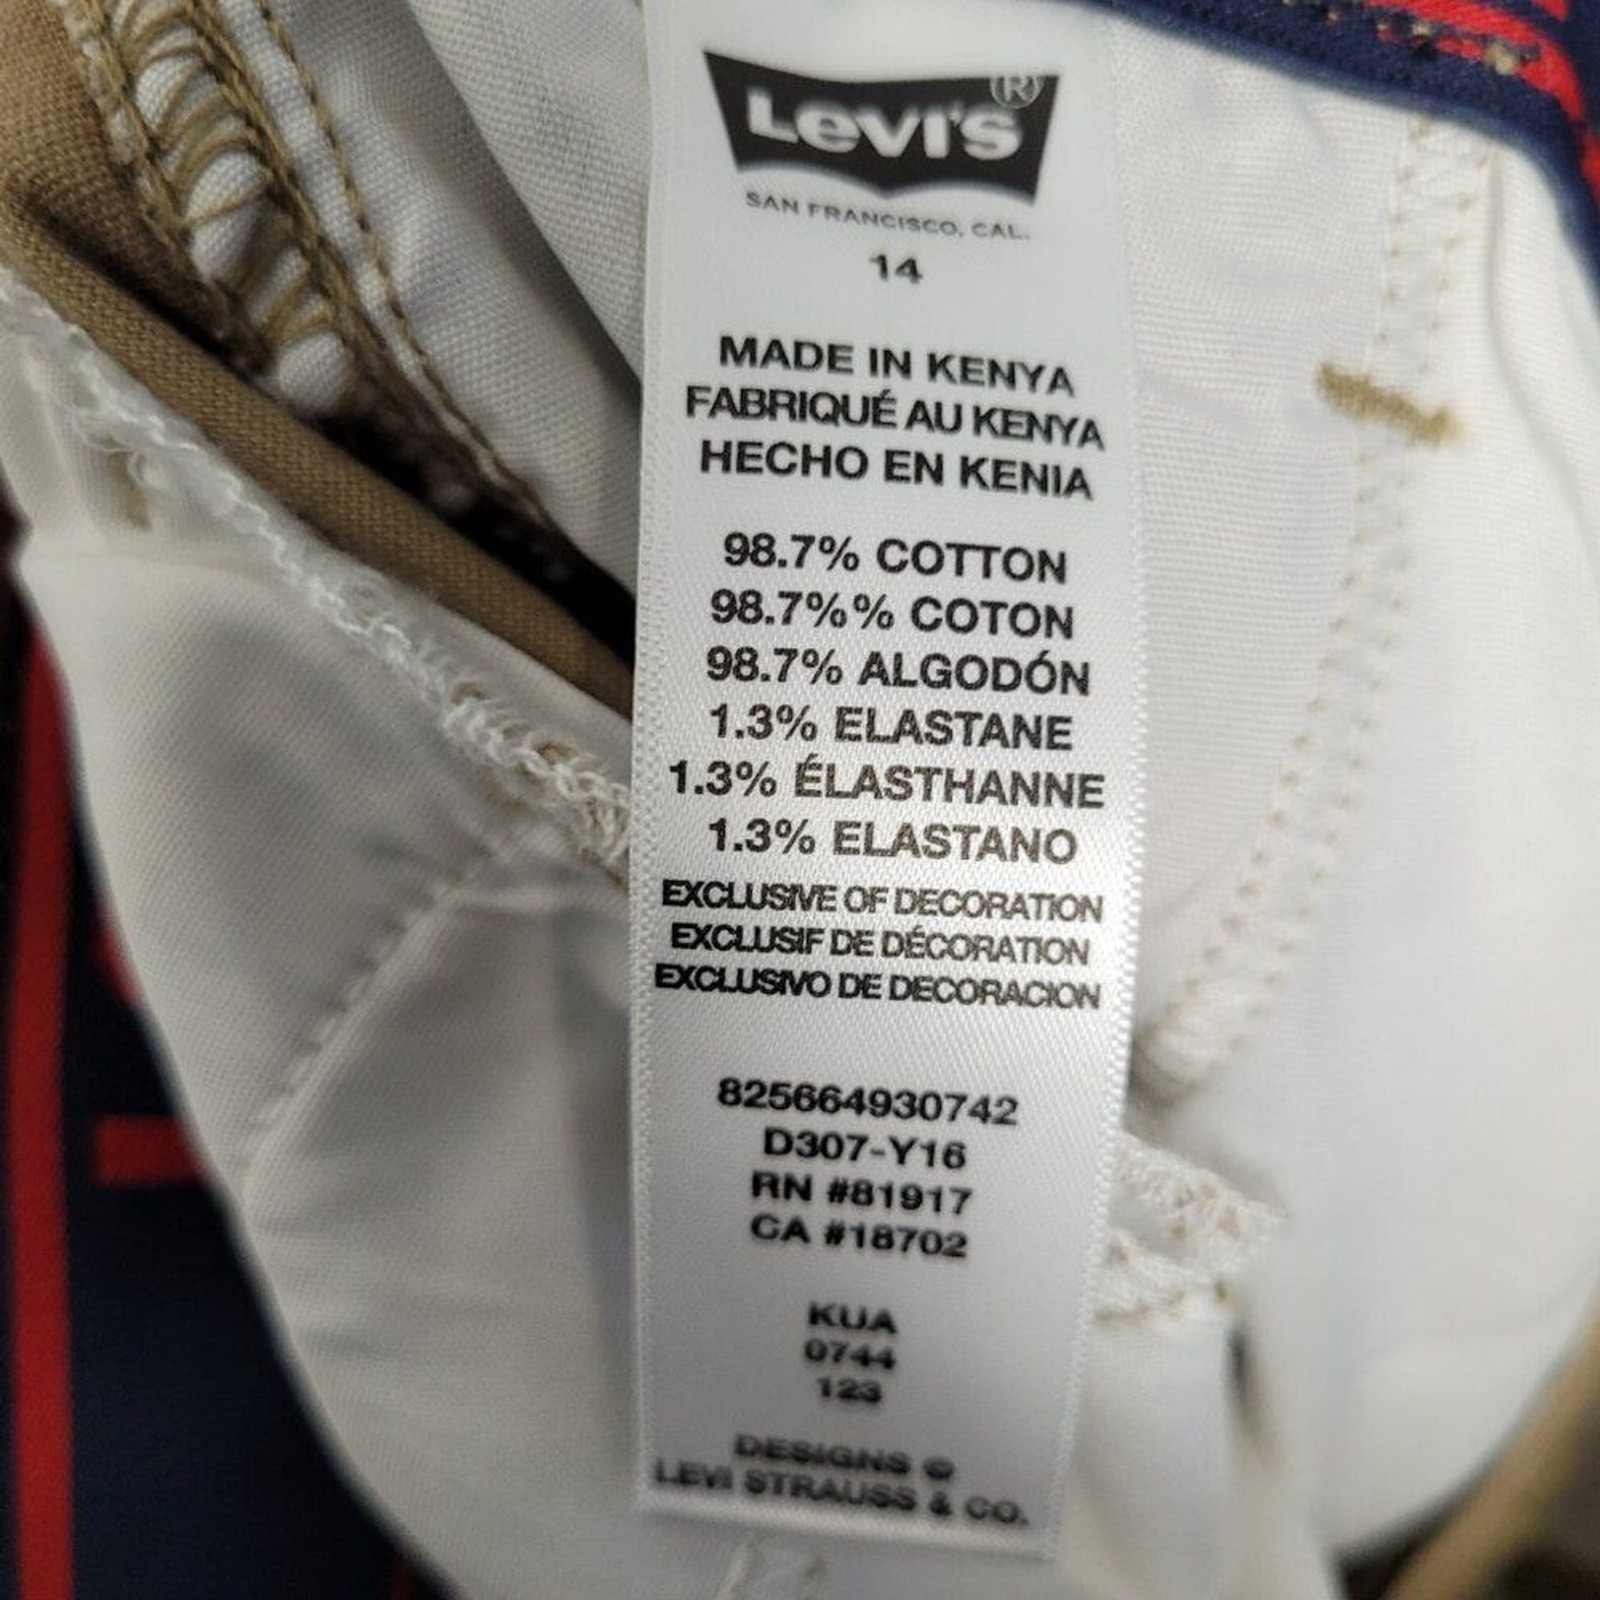 Levi's®
SAN FRANCISCO, CAL.
14
MADE IN KENYA
FABRIQUÉ AU KENYA
HECHO EN KENIA
98.7% COTTON
98.7%% COTON
98.7% ALGODÓN
1.3% ELASTANE
1.3% ÉLASTHANNE
1.3% ELASTANO
EXCLUSIVE OF DECORATION
EXCLUSIF DE DÉCORATION
EXCLUSIVO DE DECORACION
825664930742
D307-Y16
RN #81917
CA #18702
KUA
0744
123
DESIGNS ©
LEVI STRAUSS & CO.